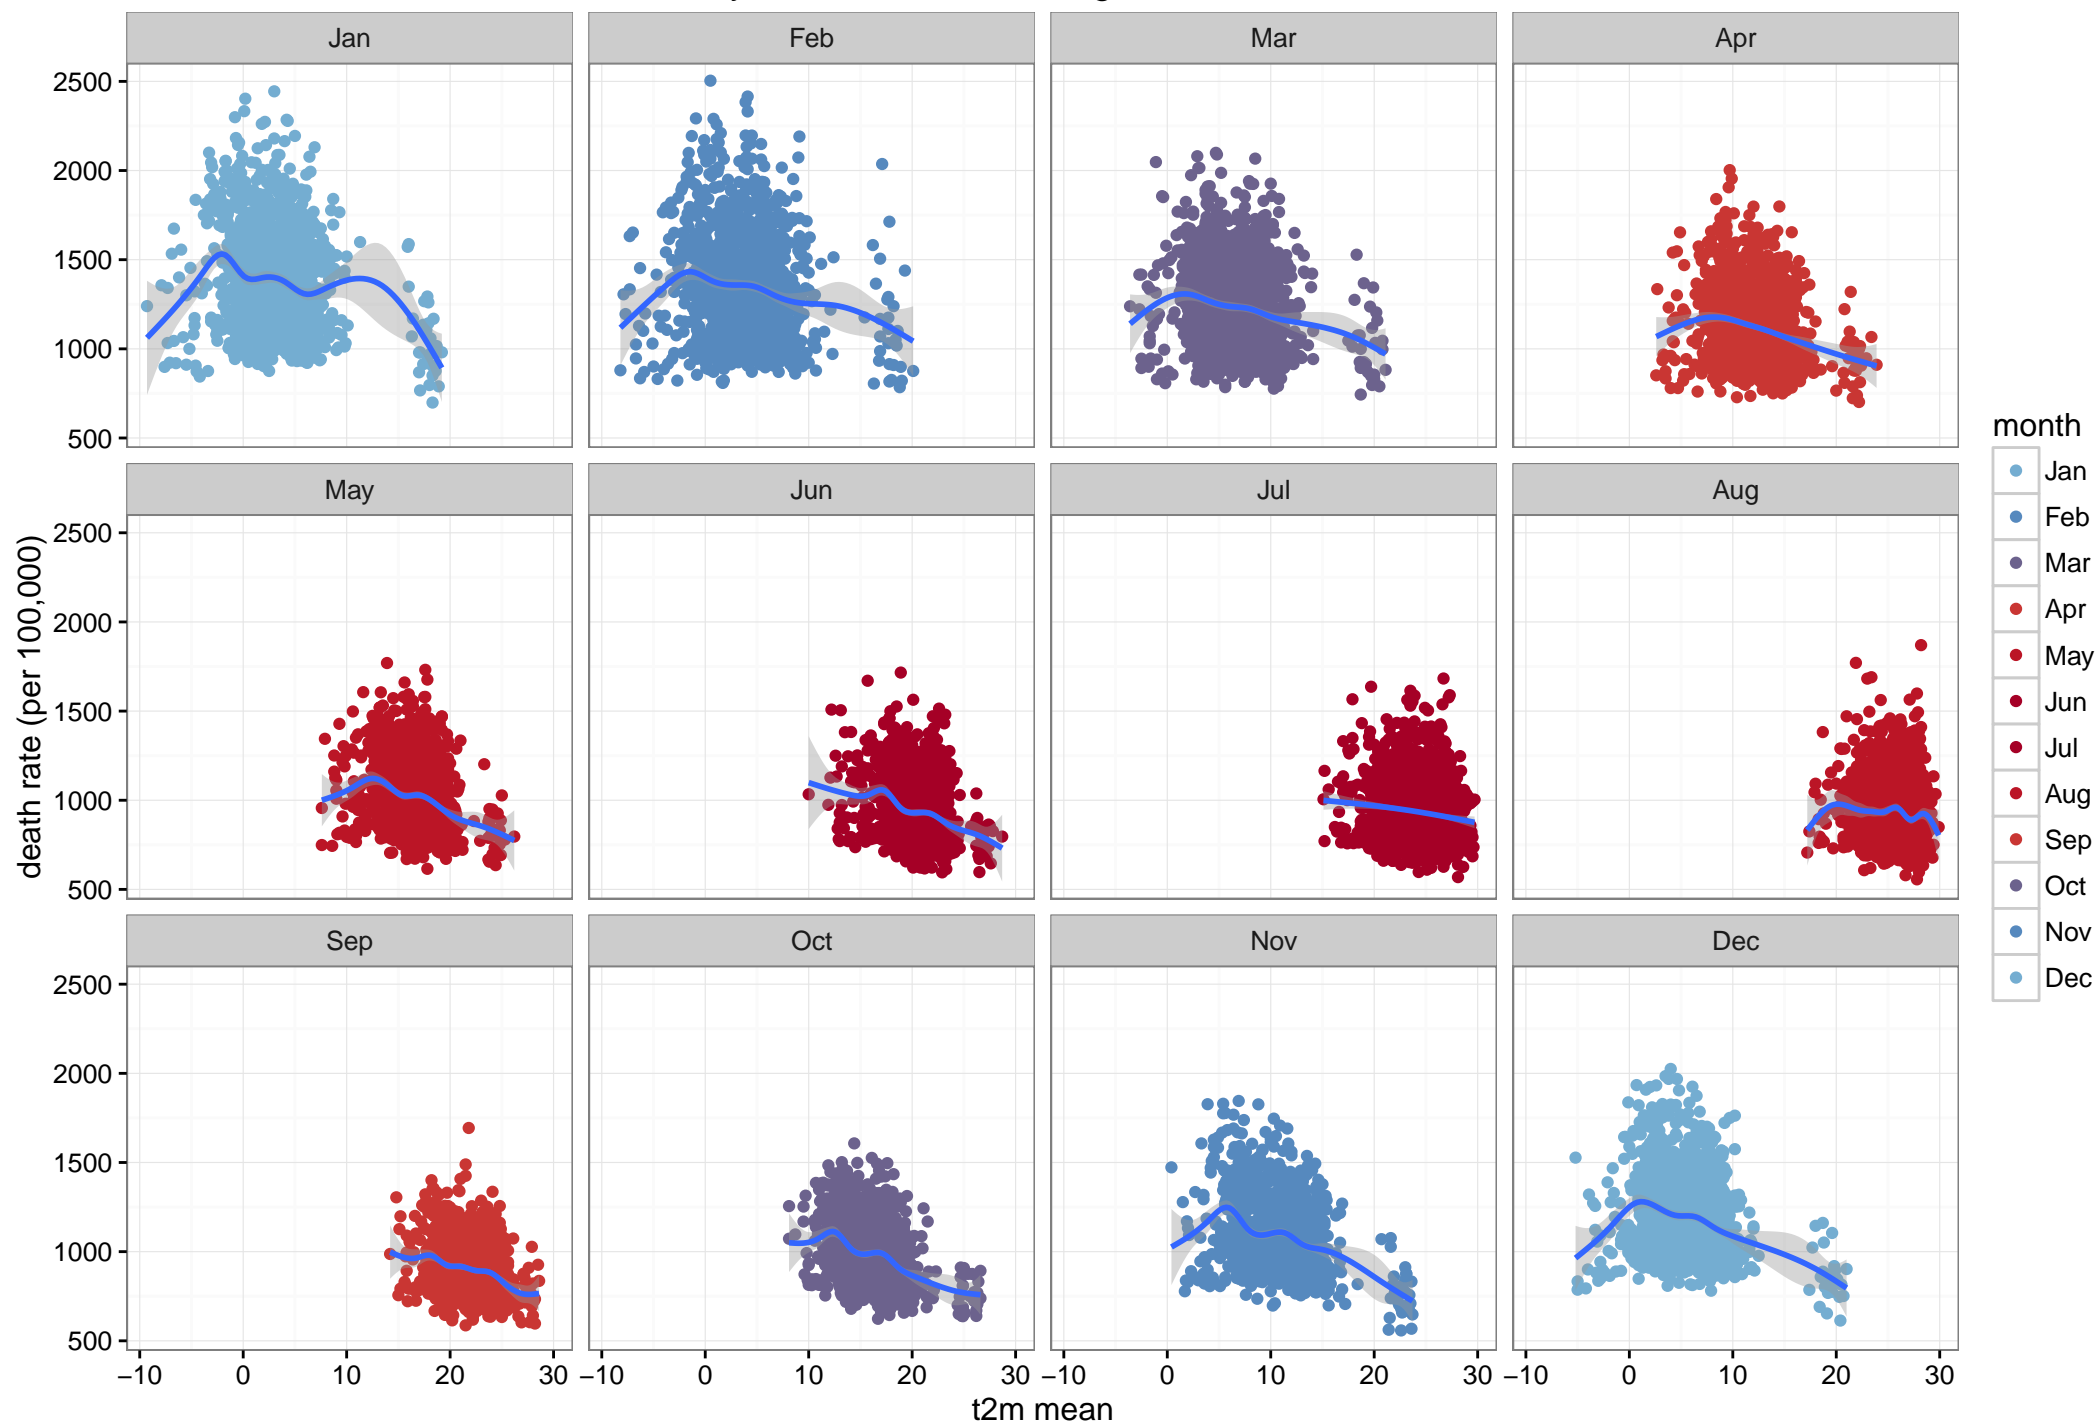 Jan Feb Mar Apr
2500
2000
1500
1000
500
May Jun Jul Aug
2500
2000
1500
1000
500
Sep Oct Nov Dec
2500
2000
1500
1000
500
−10 0 10 20 30 −10 0 10 20 30 −10 0 10 20 30 −10 0 10 20 30
t2m mean
death rate (per 100,000)
month
Jan
Feb
Mar
Apr
May
Jun
Jul
Aug
Sep
Oct
Nov
Dec